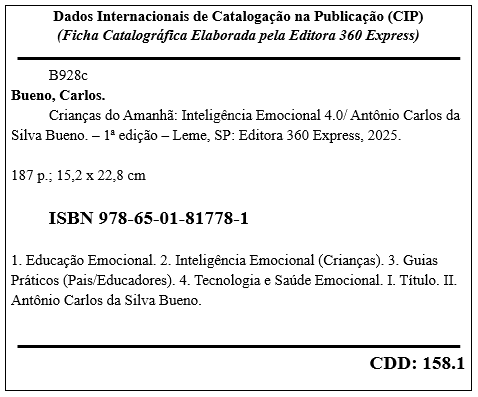 Dados Internacionais de Catalogação na Publicação (CIP)
(Ficha Catalográfica Elaborada pela Editora 360 Express)
B928c
Bueno, Carlos.
Crianças do Amanhã: Inteligência Emocional 4.0/ Antônio Carlos da
Silva Bueno. – 1ª edição – Leme, SP: Editora 360 Express, 2025.
187 p.; 15,2 x 22,8 cm
ISBN 978-65-01-81778-1
1. Educação Emocional. 2. Inteligência Emocional (Crianças). 3. Guias
Práticos (Pais/Educadores). 4. Tecnologia e Saúde Emocional. I. Título. II.
Antônio Carlos da Silva Bueno.
CDD: 158.1